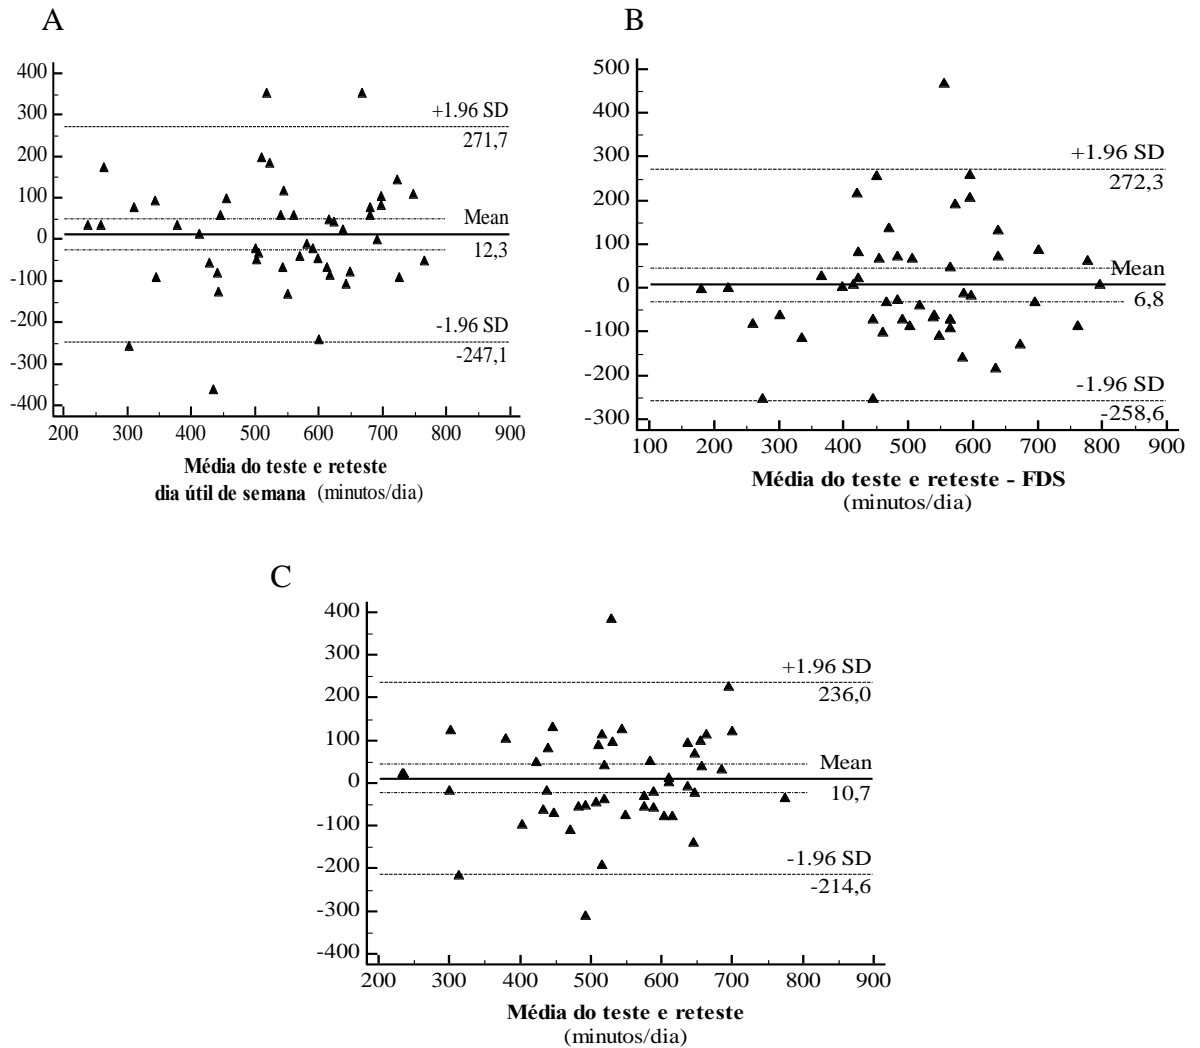 A
400
300
200
100
0
-100
-200
-300
-400
+1.96 SD
271,7
Mean
12,3
-1.96 SD
-247,1
200 300 400 500 600 700 800 900
Média do teste e reteste
dia útil de semana (minutos/dia)
B
500
400
300
200
100
0
-100
-200
-300
+1.96 SD
272,3
Mean
6,8
-1.96 SD
-258,6
100 200 300 400 500 600 700 800 900
Média do teste e reteste - FDS
(minutos/dia)
C
400
300
200
100
0
-100
-200
-300
-400
+1.96 SD
236,0
Mean
10,7
-1.96 SD
-214,6
200 300 400 500 600 700 800 900
Média do teste e reteste
(minutos/dia)